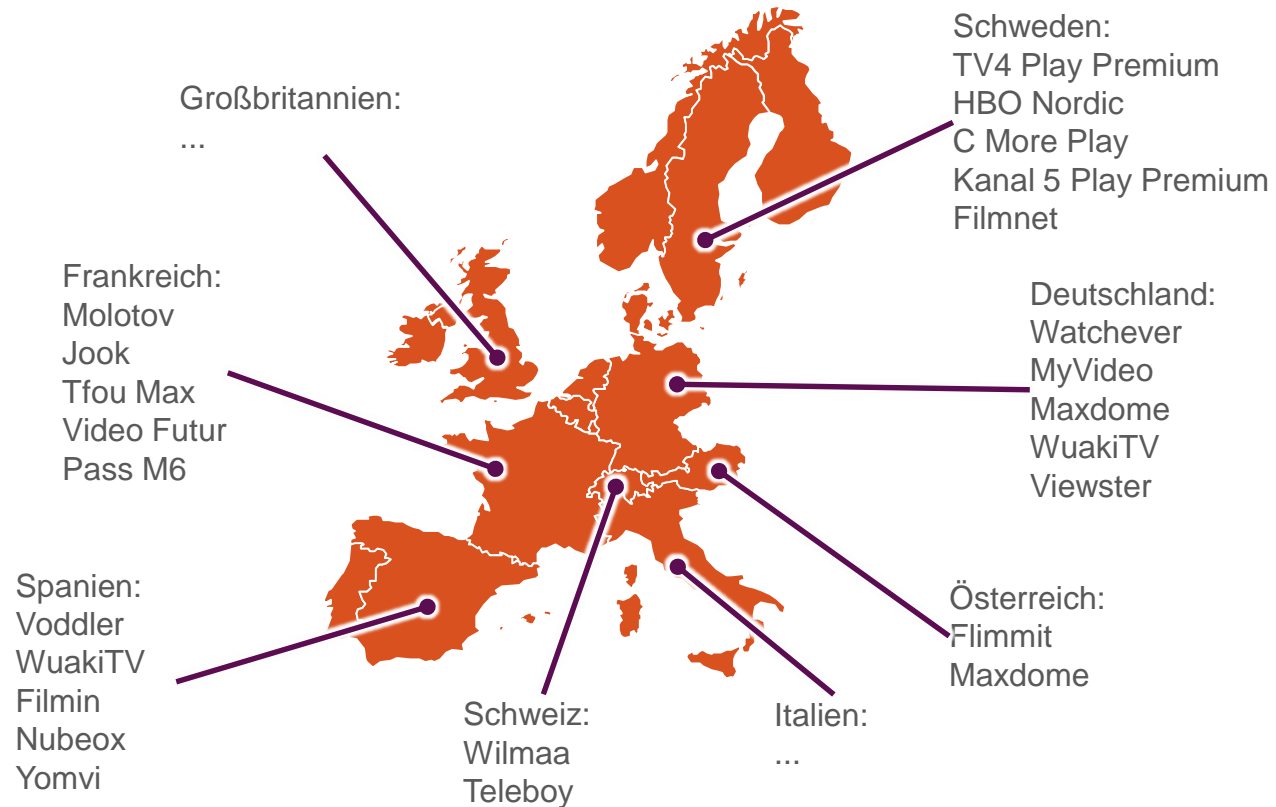 Großbritannien:
...
Schweden:
TV4 Play Premium
HBO Nordic
C More Play
Kanal 5 Play Premium
Filmnet
Frankreich:
Molotov
Jook
Tfou Max
Video Futur
Pass M6
Deutschland:
Watchever
MyVideo
Maxdome
WuakiTV
Viewster
Spanien:
Voddler
WuakiTV
Filmin
Nubeox
Yomvi
Schweiz:
Wilmaa
Teleboy
Italien:
...
Österreich:
Flimmit
Maxdome